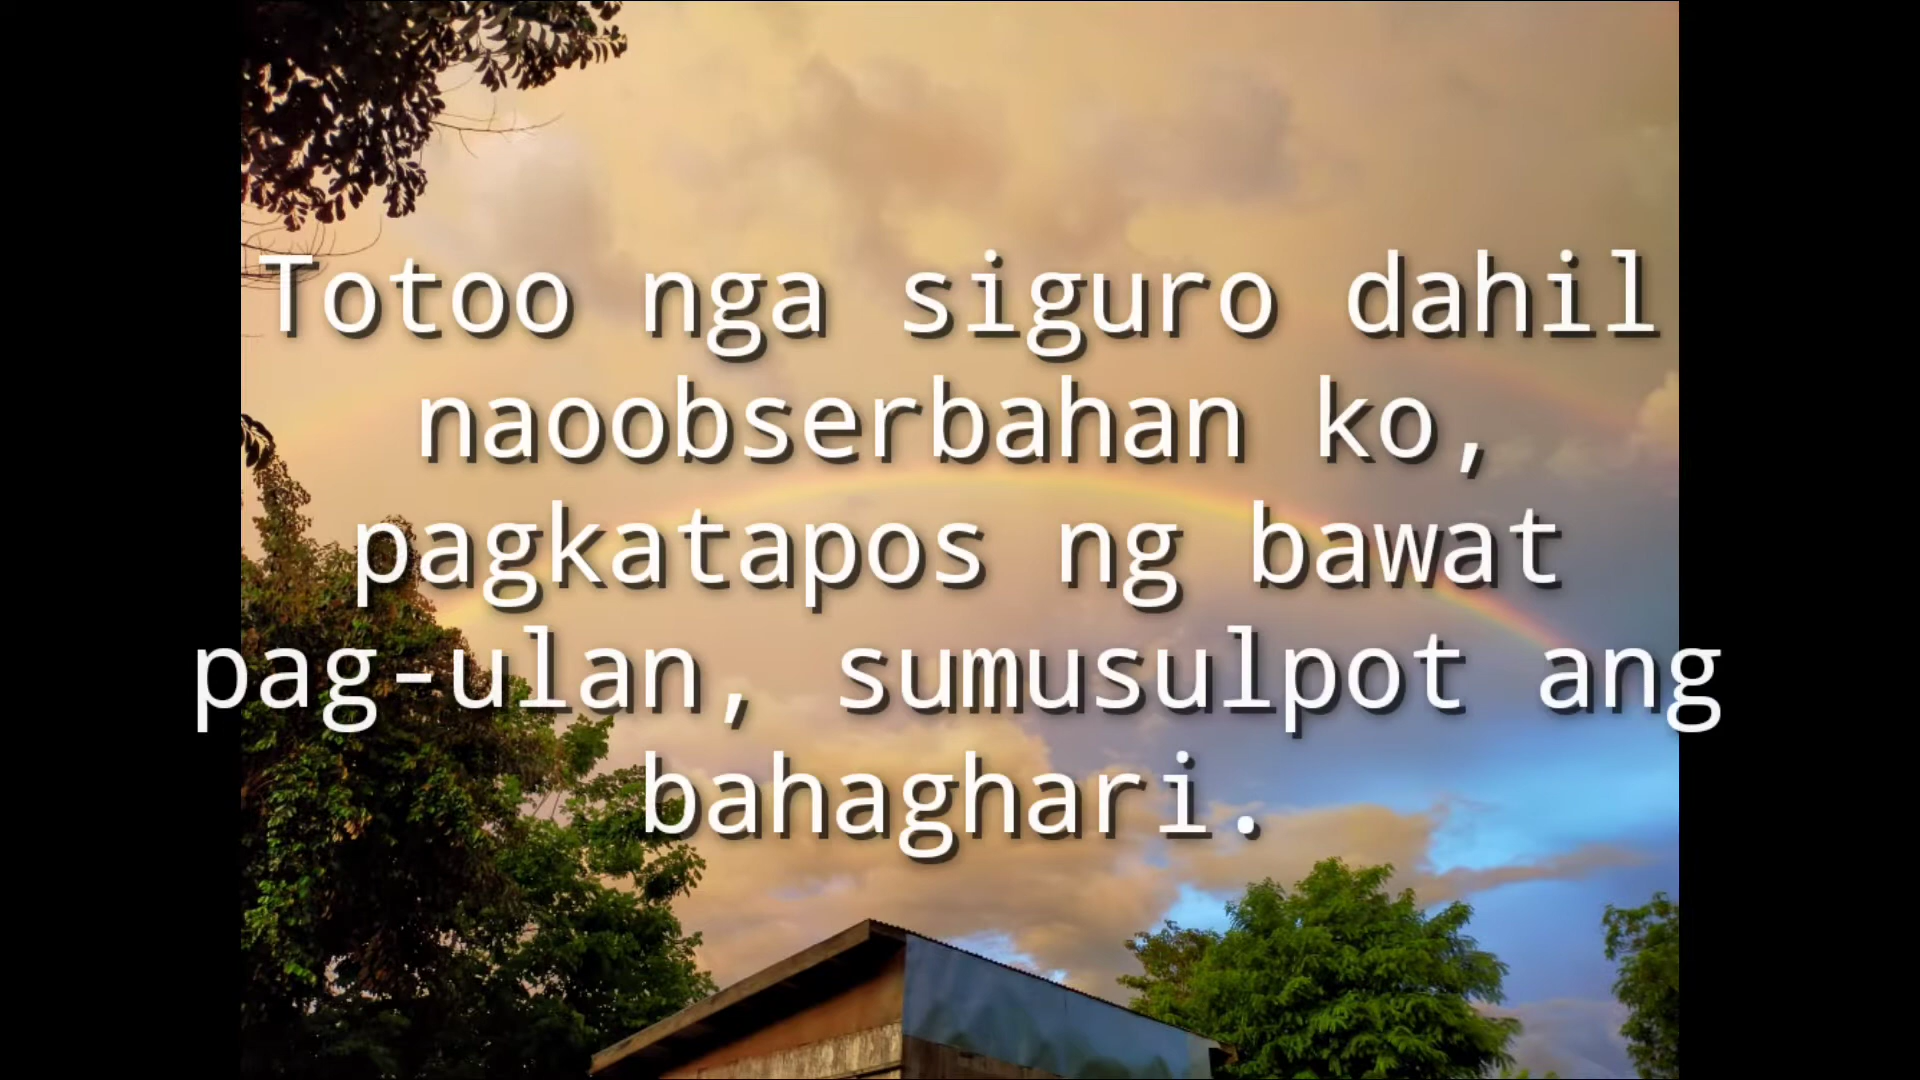 Totoo nga siguro dahil
naoobserbahan ko,
pagkatapos ng bawat
pag-ulan, sumusulpot ang
bahaghari.